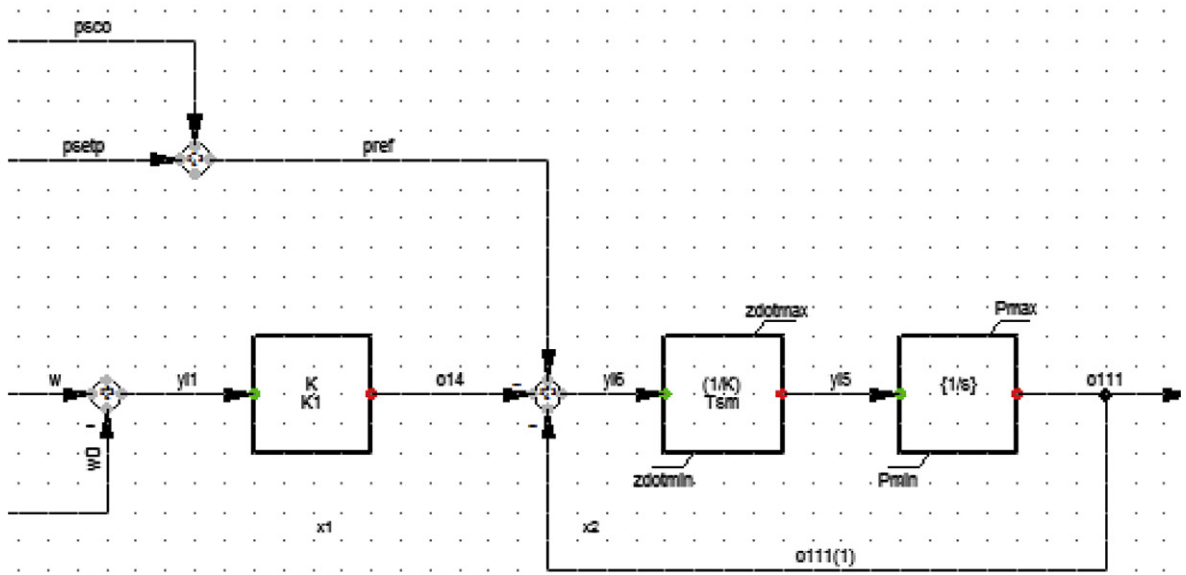 psco
psetp
pref
zdotmax
Pmax
w
yi1
K
K1
o14
yi6
(1/K)
Tsm
yi5
{1/s}
o111
w0
zdotmin
Pmin
x1
x2
o111(1)